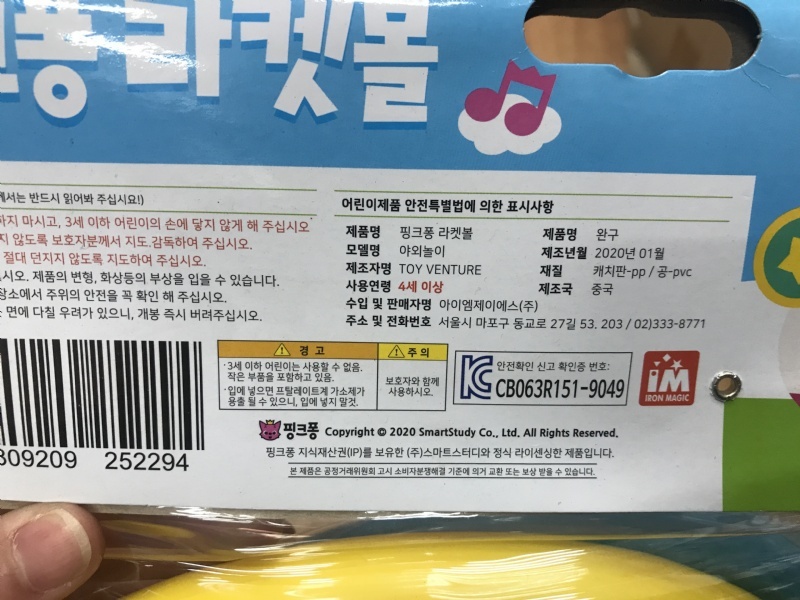 퐁 라켓몰
께서는 반드시 읽어봐 주십시요!)
하지 마시고, 3세 이하 어린이의 손에 닿지 않게 해 주십시오
지 않도록 보호자분께서 지도.감독하여 주십시오.
절대 던지지 않도록 지도하여 주십시오.
시오. 제품의 변형, 화상등의 부상을 입을 수 있습니다.
장소에서 주위의 안전을 꼭 확인 해 주십시오.
면에 다칠 우려가 있으니, 개봉 즉시 버려주십시오.
어린이제품 안전특별법에 의한 표시사항
제품명 핑크퐁 라켓볼 제품명 완구
모델명 야외놀이 제조년월 2020년 01월
제조자명 TOY VENTURE 재질 캐치판-pp / 공-pvc
사용연령 4세 이상 제조국 중국
수입 및 판매자명 아이엠제이에스(주)
주소 및 전화번호 서울시 마포구 동교로 27길 53. 203 / 02)333-8771
경 고
·3세 이하 어린이는 사용할 수 없음.
작은 부품을 포함하고 있음.
·입에 넣으면 프탈레이트계 가소제가
용출 될 수 있으니, 입에 넣지 말것.
주 의
보호자와 함께
사용하시오.
안전확인 신고 확인증 번호:
CB063R151-9049
iM
IRON MAGIC
809209 252294
핑크퐁 Copyright © 2020 SmartStudy Co., Ltd. All Rights Reserved.
핑크퐁 지식재산권(IP)를 보유한 (주)스마트스터디와 정식 라이센싱한 제품입니다.
본 제품은 공정거래위원회 고시 소비자분쟁해결 기준에 의거 교환 또는 보상 받을 수 있습니다.